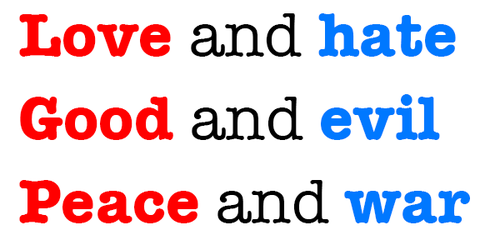 Love and hate
Good and evil
Peace and war